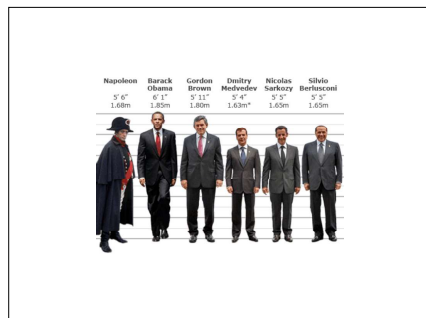 Napoleon
5' 6"
1.68m
Barack
Obama
6' 1"
1.85m
Gordon
Brown
5' 11"
1.80m
Dmitry
Medvedev
5' 4"
1.63m*
Nicolas
Sarkozy
5' 5"
1.65m
Silvio
Berlusconi
5' 5"
1.65m